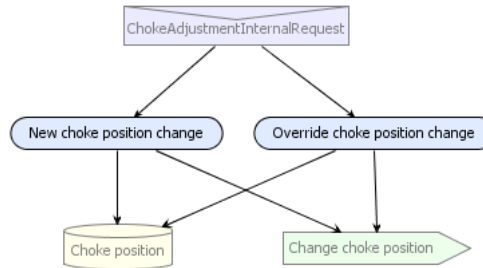 ChokeAdjustmentInternalRequest
New choke position change
Override choke position change
Choke position
Change choke position